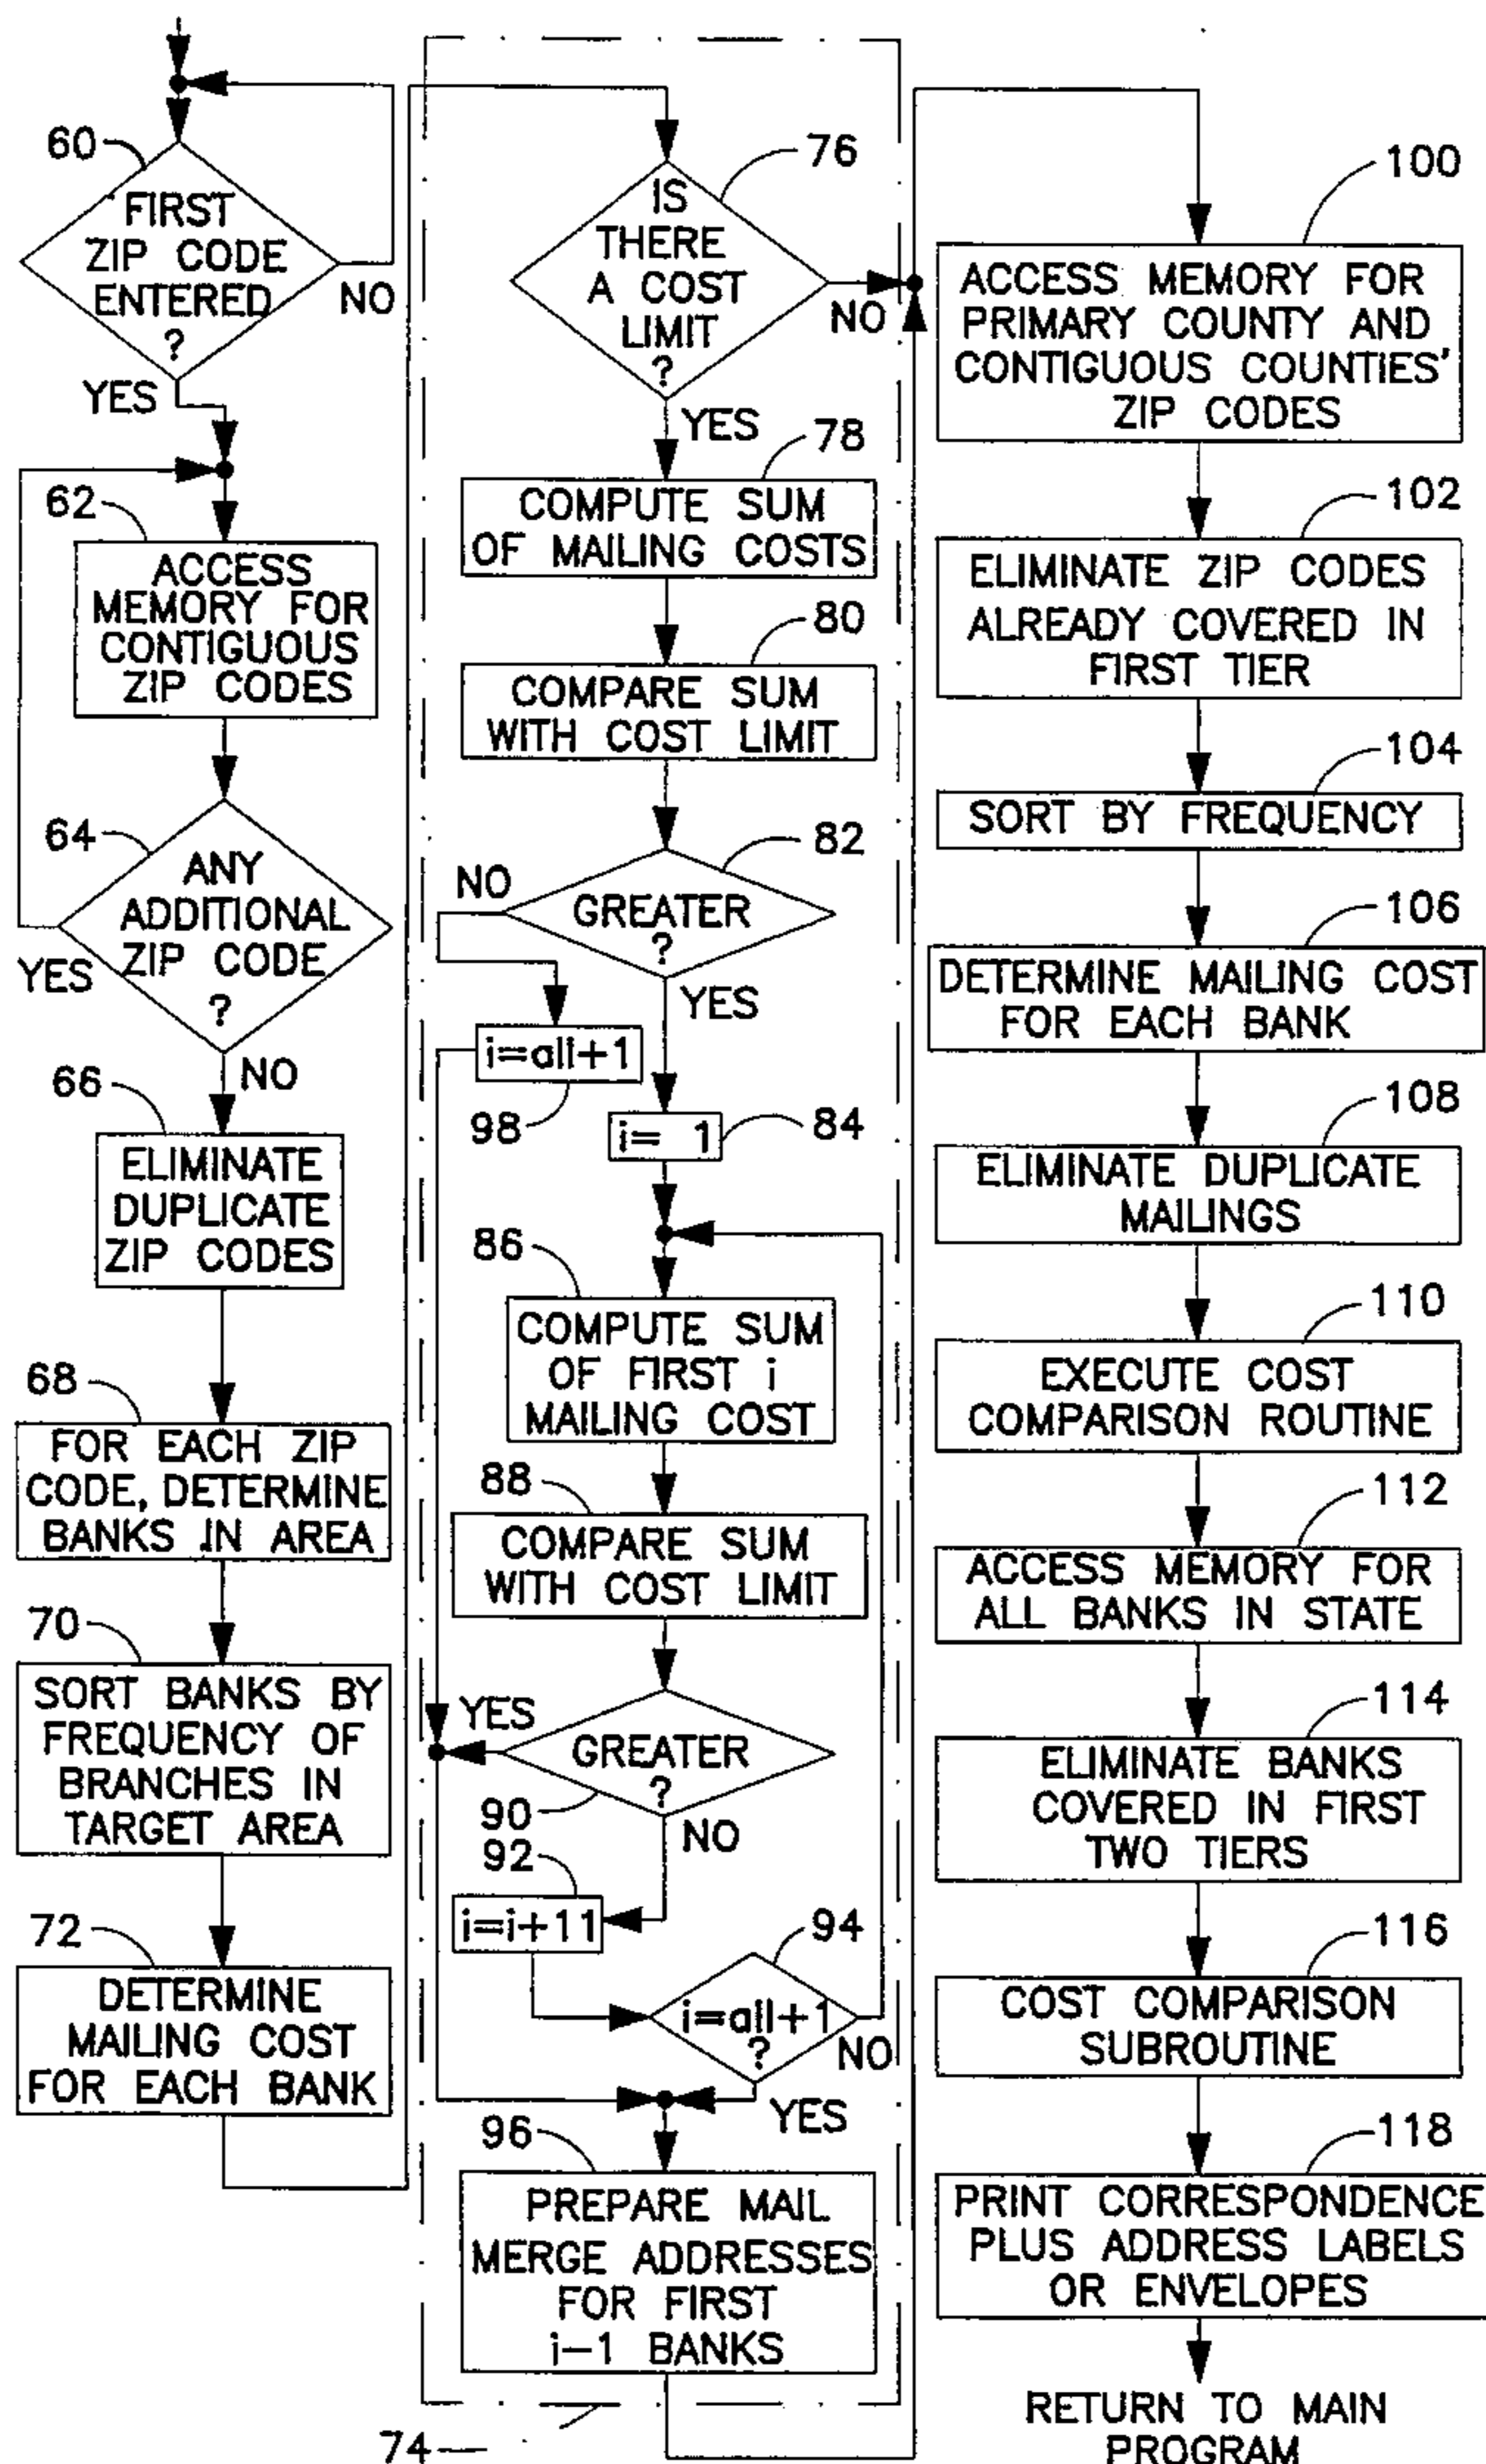 60
FIRST
ZIP CODE
ENTERED
?
NO
YES
62
ACCESS
MEMORY FOR
CONTIGUOUS
ZIP CODES
64
ANY
ADDITIONAL
ZIP CODE
?
YES
NO
66
ELIMINATE
DUPLICATE
ZIP CODES
68
FOR EACH ZIP
CODE, DETERMINE
BANKS IN AREA
70
SORT BANKS BY
FREQUENCY OF
BRANCHES IN
TARGET AREA
72
DETERMINE
MAILING COST
FOR EACH BANK
76
IS
THERE
A COST
LIMIT
?
NO
YES
78
COMPUTE SUM
OF MAILING COSTS
80
COMPARE SUM
WITH COST LIMIT
82
NO
GREATER
?
YES
i=all+1
98
i= 1
84
86
COMPUTE SUM
OF FIRST i
MAILING COST
88
COMPARE SUM
WITH COST LIMIT
YES
GREATER
?
90
NO
92
i=i+11
94
i=all+1
?
NO
YES
96
PREPARE MAIL
MERGE ADDRESSES
FOR FIRST
i-1 BANKS
74
100
ACCESS MEMORY FOR
PRIMARY COUNTY AND
CONTIGUOUS COUNTIES'
ZIP CODES
102
ELIMINATE ZIP CODES
ALREADY COVERED IN
FIRST TIER
104
SORT BY FREQUENCY
106
DETERMINE MAILING COST
FOR EACH BANK
108
ELIMINATE DUPLICATE
MAILINGS
110
EXECUTE COST
COMPARISON ROUTINE
112
ACCESS MEMORY FOR
ALL BANKS IN STATE
114
ELIMINATE BANKS
COVERED IN FIRST
TWO TIERS
116
COST COMPARISON
SUBROUTINE
118
PRINT CORRESPONDENCE
PLUS ADDRESS LABELS
OR ENVELOPES
RETURN TO MAIN
PROGRAM